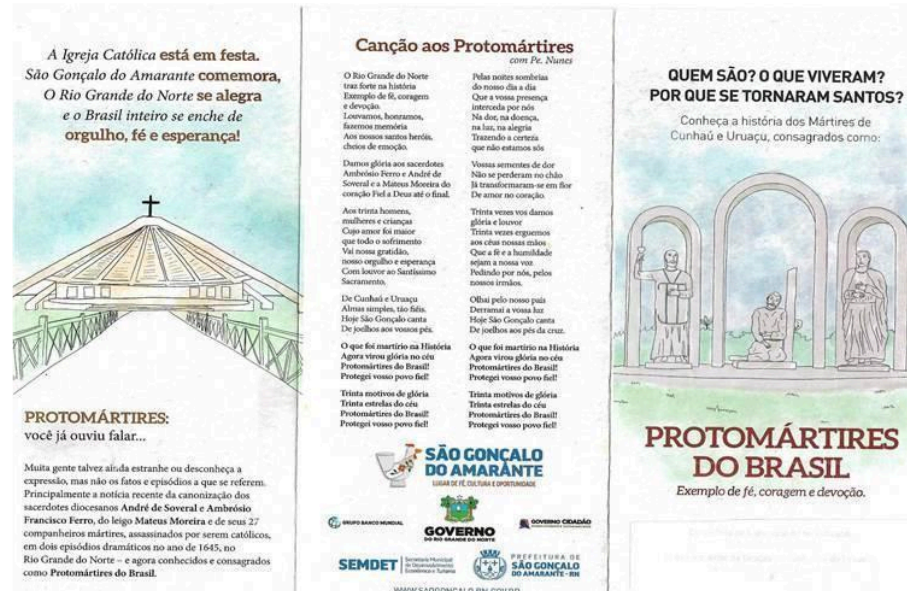 A Igreja Católica está em festa.
São Gonçalo do Amarante comemora,
O Rio Grande do Norte se alegra
e o Brasil inteiro se enche de
orgulho, fé e esperança!
PROTOMÁRTIRES:
você já ouviu falar...
Muita gente talvez ainda estranhe ou desconheça a
expressão, mas não os fatos e episódios a que se referem.
Principalmente a notícia recente da canonização dos
sacerdotes diocesanos André de Soveral e Ambrósio
Francisco Ferro, do leigo Mateus Moreira e de seus 27
companheiros mártires, assassinados por serem católicos,
em dois episódios dramáticos no ano de 1645, no
Rio Grande do Norte – e agora conhecidos e consagrados
como Protomártires do Brasil.
Canção aos Protomártires
com Pe. Nunes
O Rio Grande do Norte
traz forte na história
Exemplo de fé, coragem
e devoção.
Louvamos, honramos,
fazemos memória
Aos nossos santos heróis,
cheios de emoção.
Damos glória aos sacerdotes
Ambrósio Ferro e André de
Soveral e a Mateus Moreira do
coração Fiel a Deus até o final.
Aos trinta homens,
mulheres e crianças
Cujo amor foi maior
que todo o sofrimento
Vai nossa gratidão,
nosso orgulho e esperança
Com louvor ao Santíssimo
Sacramento.
De Cunhaú e Uruaçu
Almas simples, tão fiéis.
Hoje São Gonçalo canta
De joelhos aos vossos pés.
O que foi martírio na História
Agora virou glória no céu
Protomártires do Brasil!
Protegei vosso povo fiel!
Trinta motivos de glória
Trinta estrelas do céu
Protomártires do Brasil!
Protegei vosso povo fiel!
Pelas noites sombrias
do nosso dia a dia
Que a vossa presença
interceda por nós
Na dor, na doença,
na luz, na alegria
Trazendo a certeza
que não estamos sós
Vossas sementes de dor
Não se perderam no chão
Já transformaram-se em flor
De amor no coração.
Trinta vezes vos damos
glória e louvor
Trinta vezes erguemos
aos céus nossas mãos
Que a fé e a humildade
sejam a nossa voz
Pedindo por nós, pelos
nossos irmãos.
Olhai pelo nosso país
Derramai a vossa luz
Hoje São Gonçalo canta
De joelhos aos pés da cruz.
O que foi martírio na História
Agora virou glória no céu
Protomártires do Brasil!
Protegei vosso povo fiel!
Trinta motivos de glória
Trinta estrelas do céu
Protomártires do Brasil!
Protegei vosso povo fiel!
SÃO GONÇALO
DO AMARANTE
LUGAR DE FÉ, CULTURA E OPORTUNIDADE
GRUPO BANCO MUNDIAL
GOVERNO
DO RIO GRANDE DO NORTE
GOVERNO CIDADÃO
SEMDET
Secretaria Municipal
de Desenvolvimento
Econômico e Turismo
PREFEITURA DE
SÃO GONÇALO
DO AMARANTE - RN
WWW.SAOGONCALO.RN.GOV.BR
QUEM SÃO? O QUE VIVERAM?
POR QUE SE TORNARAM SANTOS?
Conheça a história dos Mártires de
Cunhaú e Uruaçu, consagrados como:
PROTOMÁRTIRES
DO BRASIL
Exemplo de fé, coragem e devoção.